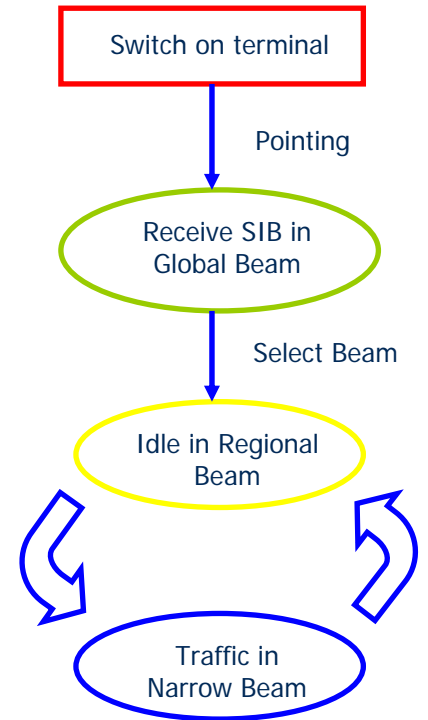 Switch on terminal
Pointing
Receive SIB in
Global Beam
Select Beam
Idle in Regional
Beam
Traffic in
Narrow Beam